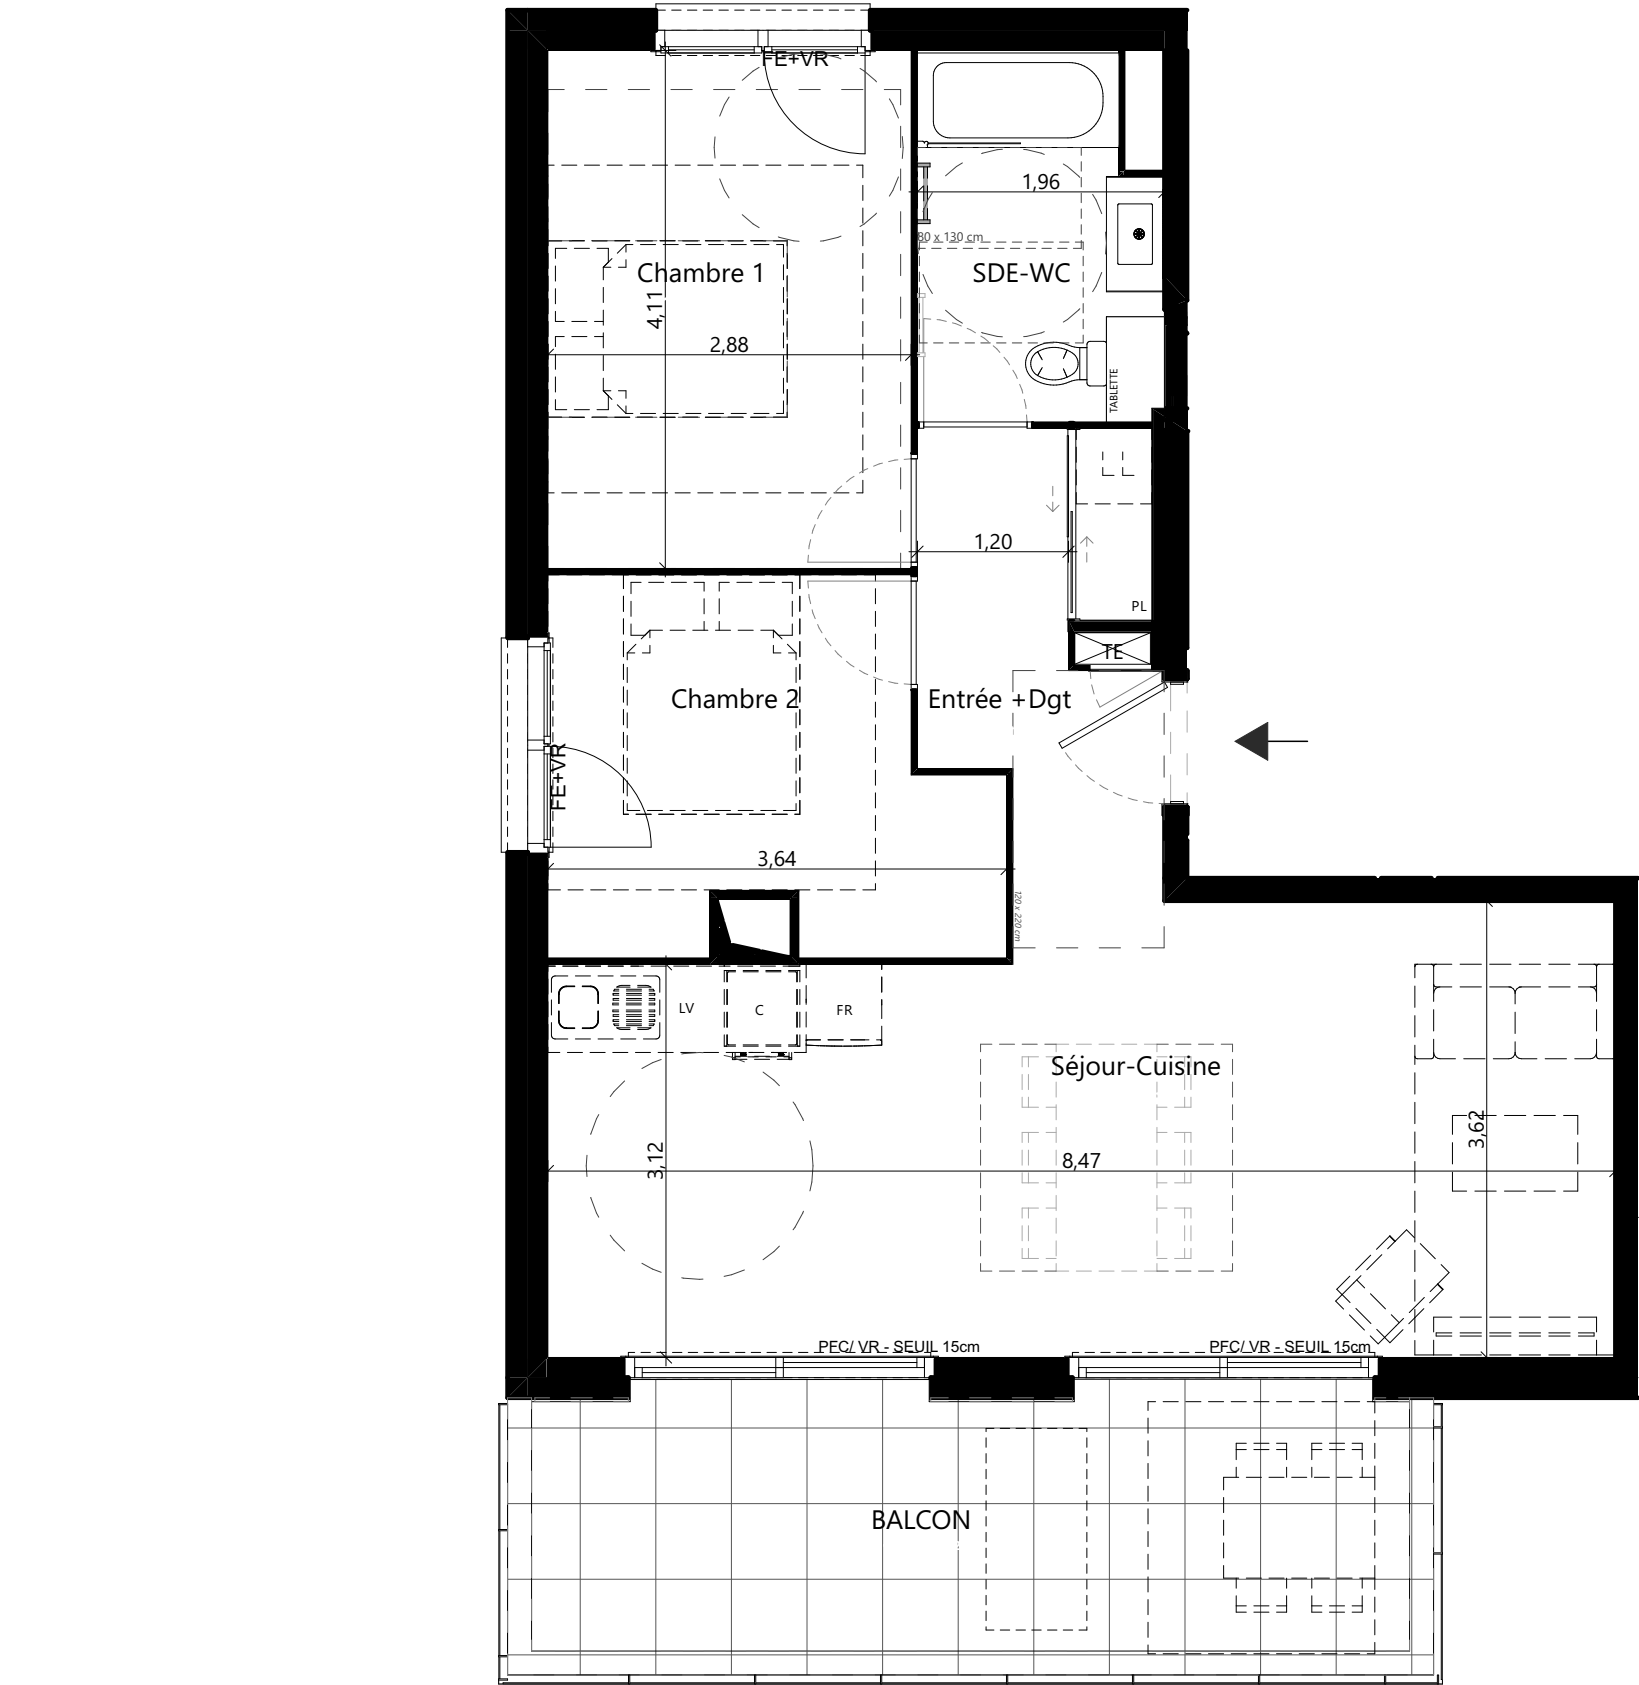 FE+VR
1,96
80 x 130 cm
Chambre 1
SDE-WC
4,11
2,88
TABLETTE
1,20
PL
TE
Chambre 2
Entrée +Dgt
FE+VR
3,64
120 x 220 cm
LV
C
FR
Séjour-Cuisine
3,62
3,12
8,47
PFC/ VR - SEUIL 15cm
PFC/ VR - SEUIL 15cm
BALCON